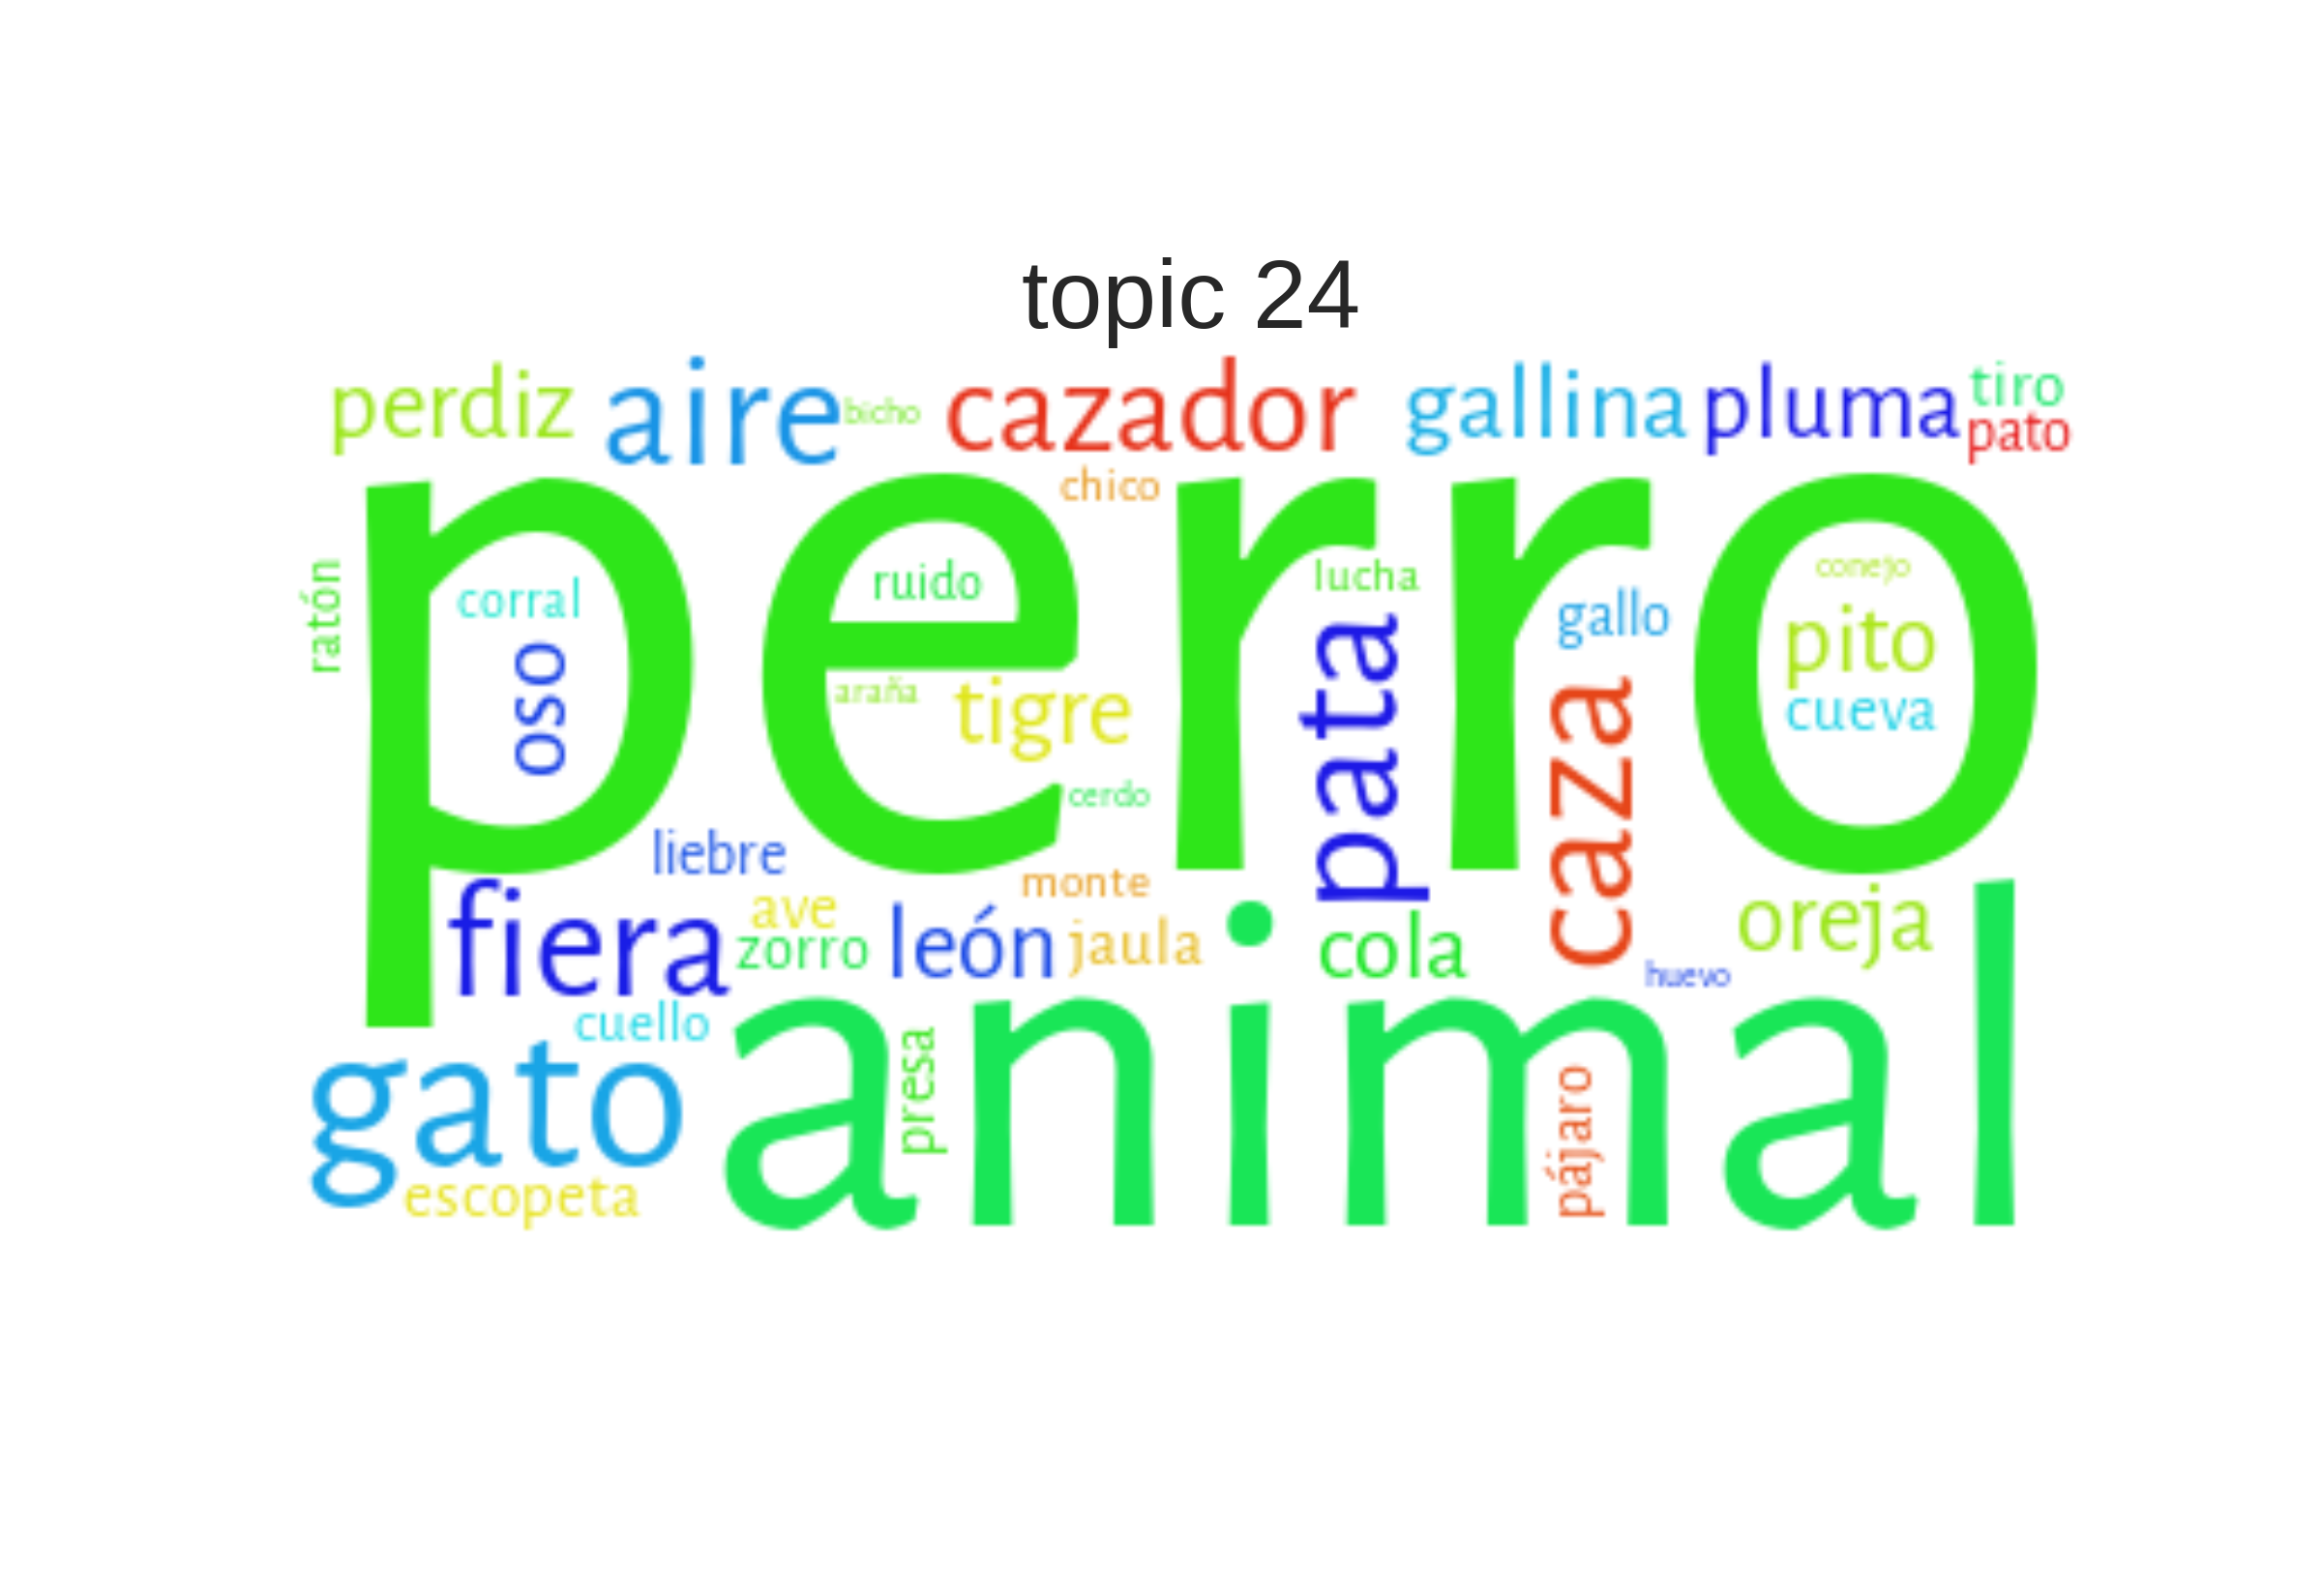 topic 24
perdiz aire bicho cazador gallina pluma tiro
pato
perro
chico
ratón
corral
oso
ruido
araña
tigre
cerdo
lucha
pata
gallo
caza
conejo
pito
cueva
liebre
fiera
ave
zorro
monte
león
jaula
cola
oreja
huevo
cuello
gato
animal
presa
pájaro
escopeta